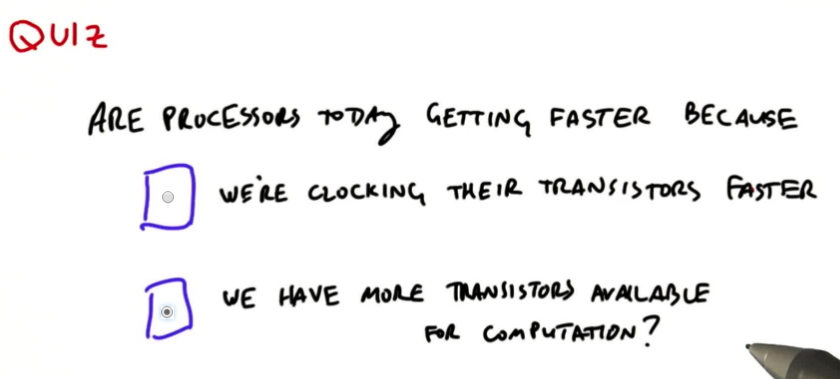 QUIZ
ARE PROCESSORS TODAY GETTING FASTER BECAUSE
WE'RE CLOCKING THEIR TRANSISTORS FASTER
WE HAVE MORE TRANSISTORS AVAILABLE
FOR COMPUTATION?